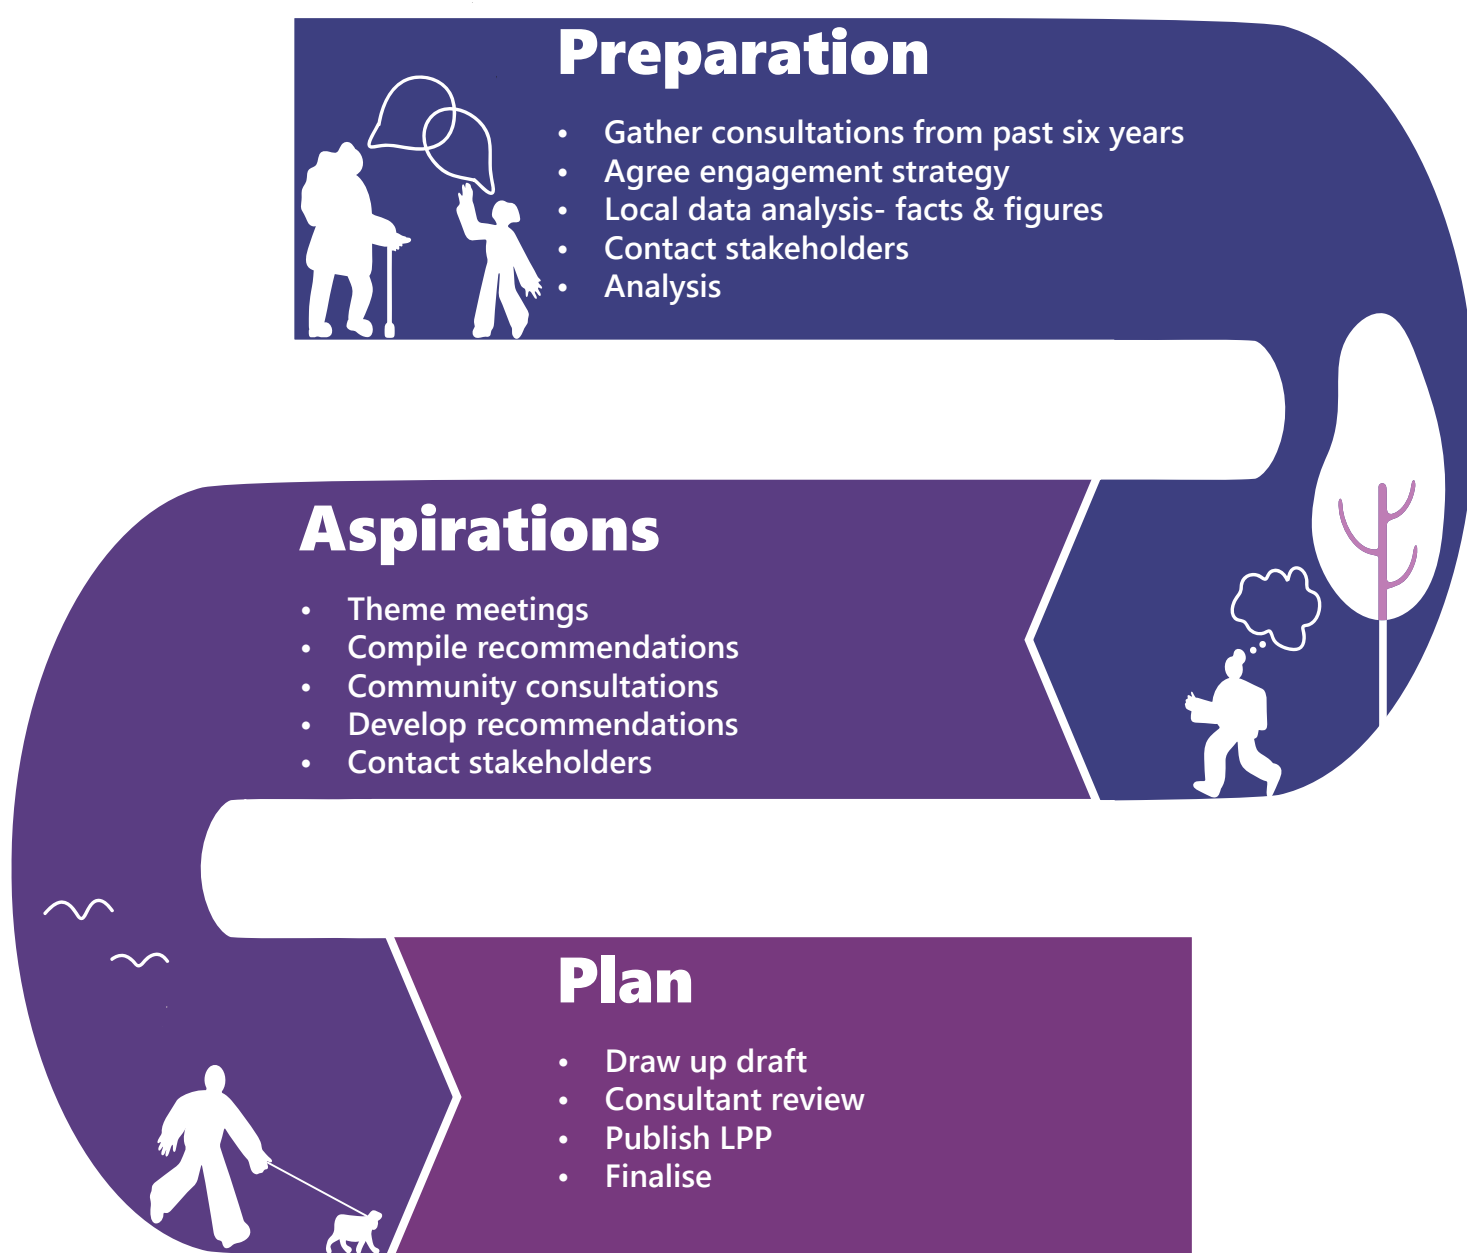 Preparation
• Gather consultations from past six years
• Agree engagement strategy
• Local data analysis- facts & figures
• Contact stakeholders
• Analysis
Aspirations
• Theme meetings
• Compile recommendations
• Community consultations
• Develop recommendations
• Contact stakeholders
Plan
• Draw up draft
• Consultant review
• Publish LPP
• Finalise